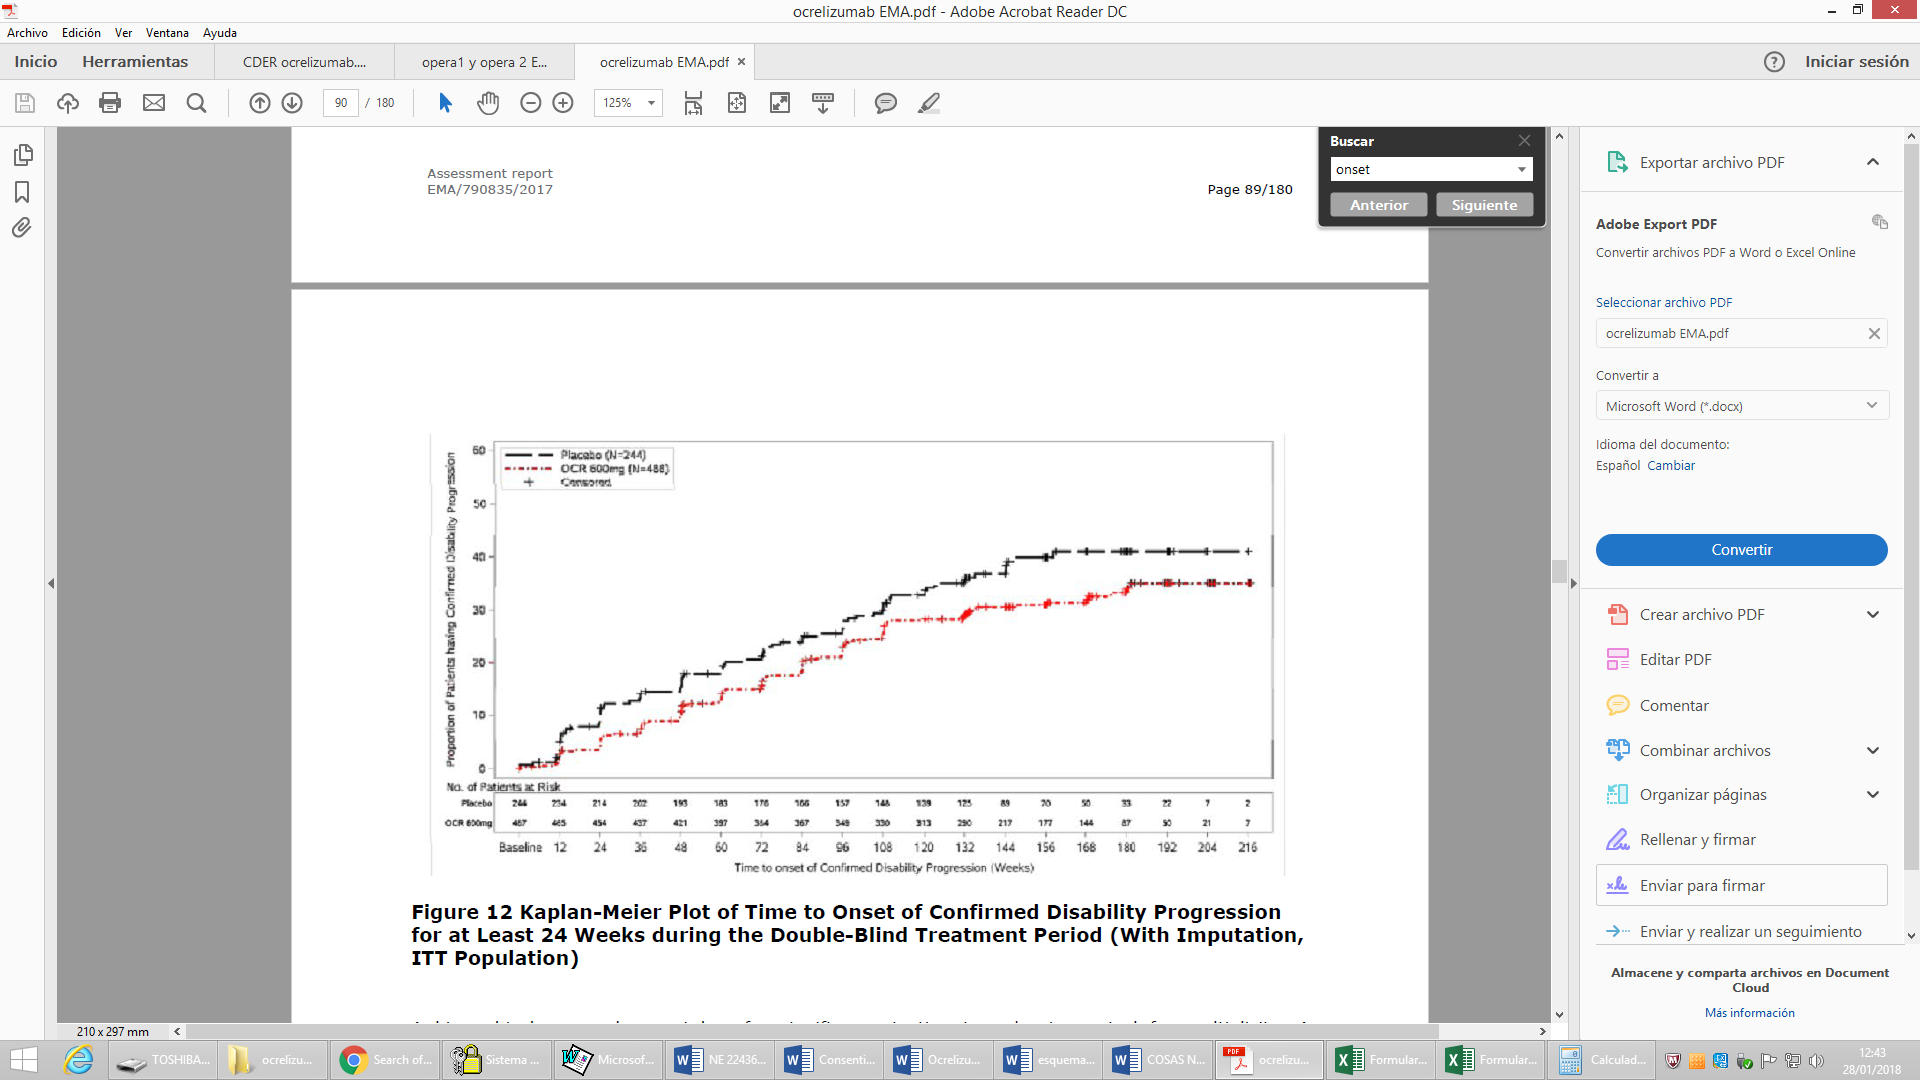 ocrelizumab EMA.pdf - Adobe Acrobat Reader DC
Archivo Edición Ver Ventana Ayuda
Inicio Herramientas CDER ocrelizumab.... opera1 y opera 2 E... ocrelizumab EMA.pdf × Iniciar sesión
90 / 180 125%
Assessment report
EMA/790835/2017 Page 89/180
Buscar
onset
Anterior Siguiente
Proportion of Patients having Confirmed Disability Progression
60
50
40
30
20
10
0
Placebo (N=244)
OCR 600mg (N=488)
+ Censored
No. of Patients at Risk
Placebo 244 234 214 202 193 183 176 166 157 148 139 125 89 70 50 33 22 7 2
OCR 600mg 487 465 454 437 421 397 384 367 349 330 313 290 217 177 144 87 50 21 7
Baseline 12 24 36 48 60 72 84 96 108 120 132 144 156 168 180 192 204 216
Time to onset of Confirmed Disability Progression (Weeks)
Figure 12 Kaplan-Meier Plot of Time to Onset of Confirmed Disability Progression
for at Least 24 Weeks during the Double-Blind Treatment Period (With Imputation,
ITT Population)
210 x 297 mm
Exportar archivo PDF
Adobe Export PDF
Convertir archivos PDF a Word o Excel Online
Seleccionar archivo PDF
ocrelizumab EMA.pdf
Convertir a
Microsoft Word (*.docx)
Idioma del documento:
Español Cambiar
Convertir
Crear archivo PDF
Editar PDF
Comentar
Combinar archivos
Organizar páginas
Rellenar y firmar
Enviar para firmar
Enviar y realizar un seguimiento
Almacene y comparta archivos en Document
Cloud
Más información
TOSHIBA... ocrelizu... Search of... Sistema ... Microsof... NE 22436... Consenti... Ocrelizu... esquema... COSAS N... ocrelizu... Formular... Formular... Calculad...
12:43
28/01/2018